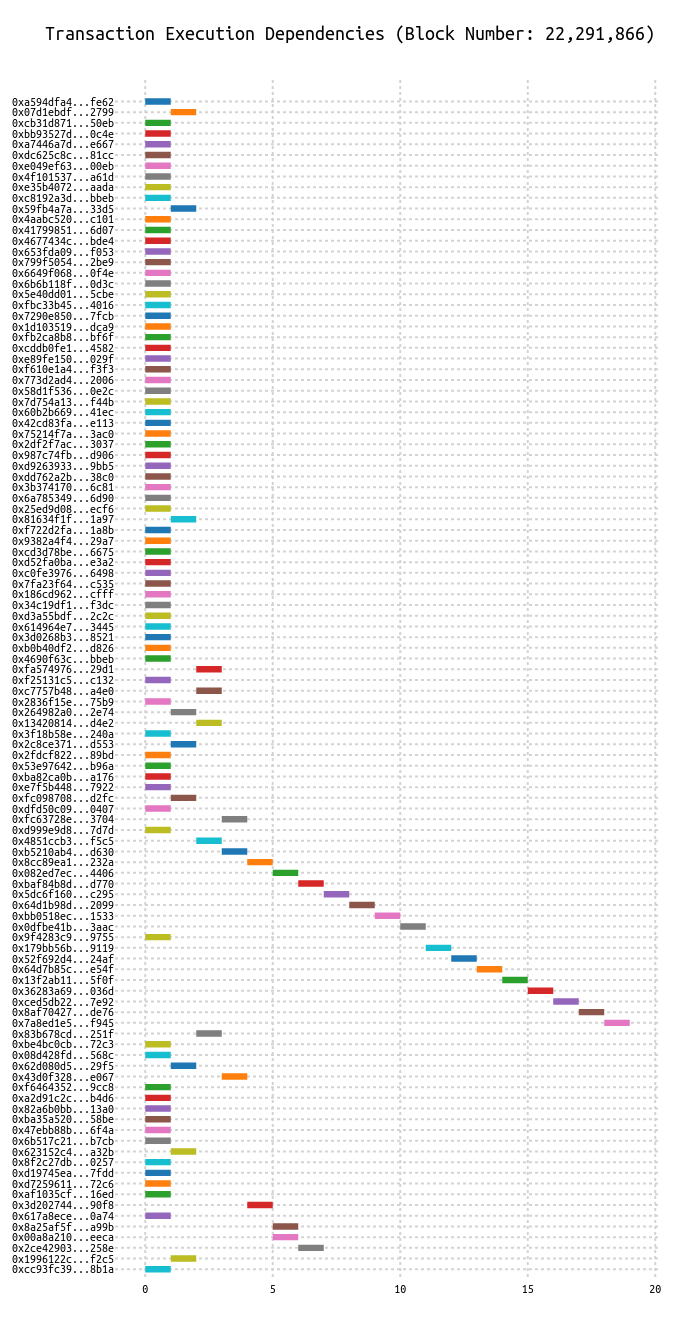 Transaction Execution Dependencies (Block Number: 22,291,866)
0xa594dfa4...fe62
0x07d1ebdf...2799
0xcb31d871...50eb
0xbb93527d...0c4e
0xa7446a7d...e667
0xdc625c8c...81cc
0xe049ef63...00eb
0x4f101537...a61d
0xe35b4072...aada
0xc8192a3d...bbeb
0x59fb4a7a...33d5
0x4aabc520...c101
0x41799851...6d07
0x4677434c...bde4
0x653fda09...f053
0x799f5054...2be9
0x6649f068...0f4e
0x6b6b118f...0d3c
0x5e40dd01...5cbe
0xfbc33b45...4016
0x7290e850...7fcb
0x1d103519...dca9
0xfb2ca8b8...bf6f
0xcddb0fe1...4582
0xe89fe150...029f
0xf610e1a4...f3f3
0x773d2ad4...2006
0x58d1f536...0e2c
0x7d754a13...f44b
0x60b2b669...41ec
0x42cd83fa...e113
0x75214f7a...3ac0
0x2df2f7ac...3037
0x987c74fb...d906
0xd9263933...9bb5
0xdd762a2b...38c0
0x3b374170...6c81
0x6a785349...6d90
0x25ed9d08...ecf6
0x81634f1f...1a97
0xf722d2fa...1a8b
0x9382a4f4...29a7
0xcd3d78be...6675
0xd52fa0ba...e3a2
0xc0fe3976...6498
0x7fa23f64...c535
0x186cd962...cfff
0x34c19df1...f3dc
0xd3a55bdf...2c2c
0x614964e7...3445
0x3d0268b3...8521
0xb0b40df2...d826
0x4690f63c...bbeb
0xfa574976...29d1
0xf25131c5...c132
0xc7757b48...a4e0
0x2836f15e...75b9
0x264982a0...2e74
0x13420814...d4e2
0x3f18b58e...240a
0x2c8ce371...d553
0x2fdcf822...89bd
0x53e97642...b96a
0xba82ca0b...a176
0xe7f5b448...7922
0xfc098708...d2fc
0xdfd50c09...0407
0xfc63728e...3704
0xd999e9d8...7d7d
0x4851ccb3...f5c5
0xb5210ab4...d630
0x8cc89ea1...232a
0x082ed7ec...4406
0xbaf84b8d...d770
0x5dc6f160...c295
0x64d1b98d...2099
0xbb0518ec...1533
0x0dfbe41b...3aac
0x9f4283c9...9755
0x179bb56b...9119
0x52f692d4...24af
0x64d7b85c...e54f
0x13f2ab11...5f0f
0x36283a69...036d
0xced5db22...7e92
0x8af70427...de76
0x7a8ed1e5...f945
0x83b678cd...251f
0xbe4bc0cb...72c3
0x08d428fd...568c
0x62d080d5...29f5
0x43d0f328...e067
0xf6464352...9cc8
0xa2d91c2c...b4d6
0x82a6b0bb...13a0
0xba35a520...58be
0x47ebb88b...6f4a
0x6b517c21...b7cb
0x623152c4...a32b
0x8f2c27db...0257
0xd19745ea...7fdd
0xd7259611...72c6
0xaf1035cf...16ed
0x3d202744...90f8
0x617a8ece...0a74
0x8a25af5f...a99b
0x00a8a210...eeca
0x2ce42903...258e
0x1996122c...f2c5
0xcc93fc39...8b1a
0 5 10 15 20